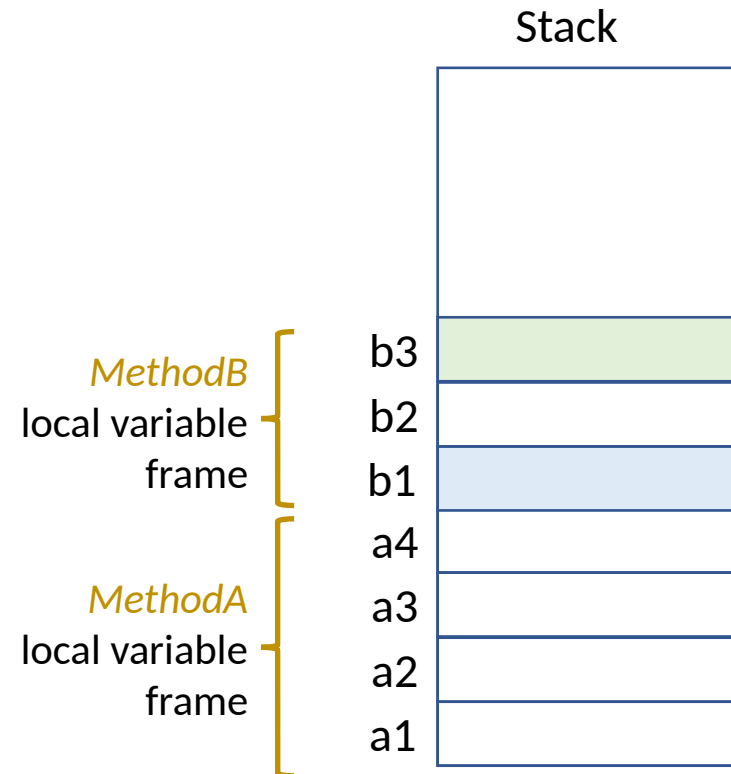 Stack
MethodB
local variable
frame
b3
b2
b1
MethodA
local variable
frame
a4
a3
a2
a1